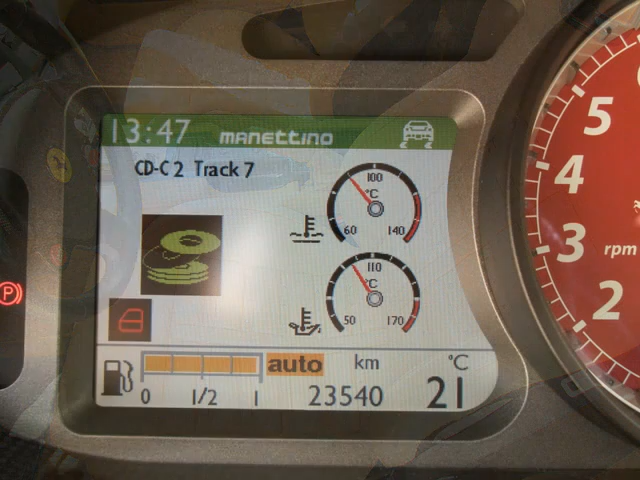 13:47 manettino
CD-C 2 Track 7
100
°C
60 140
110
°C
50 170
auto km °C
0 1/2 1 23540 21
P
5
4
3
rpm
2